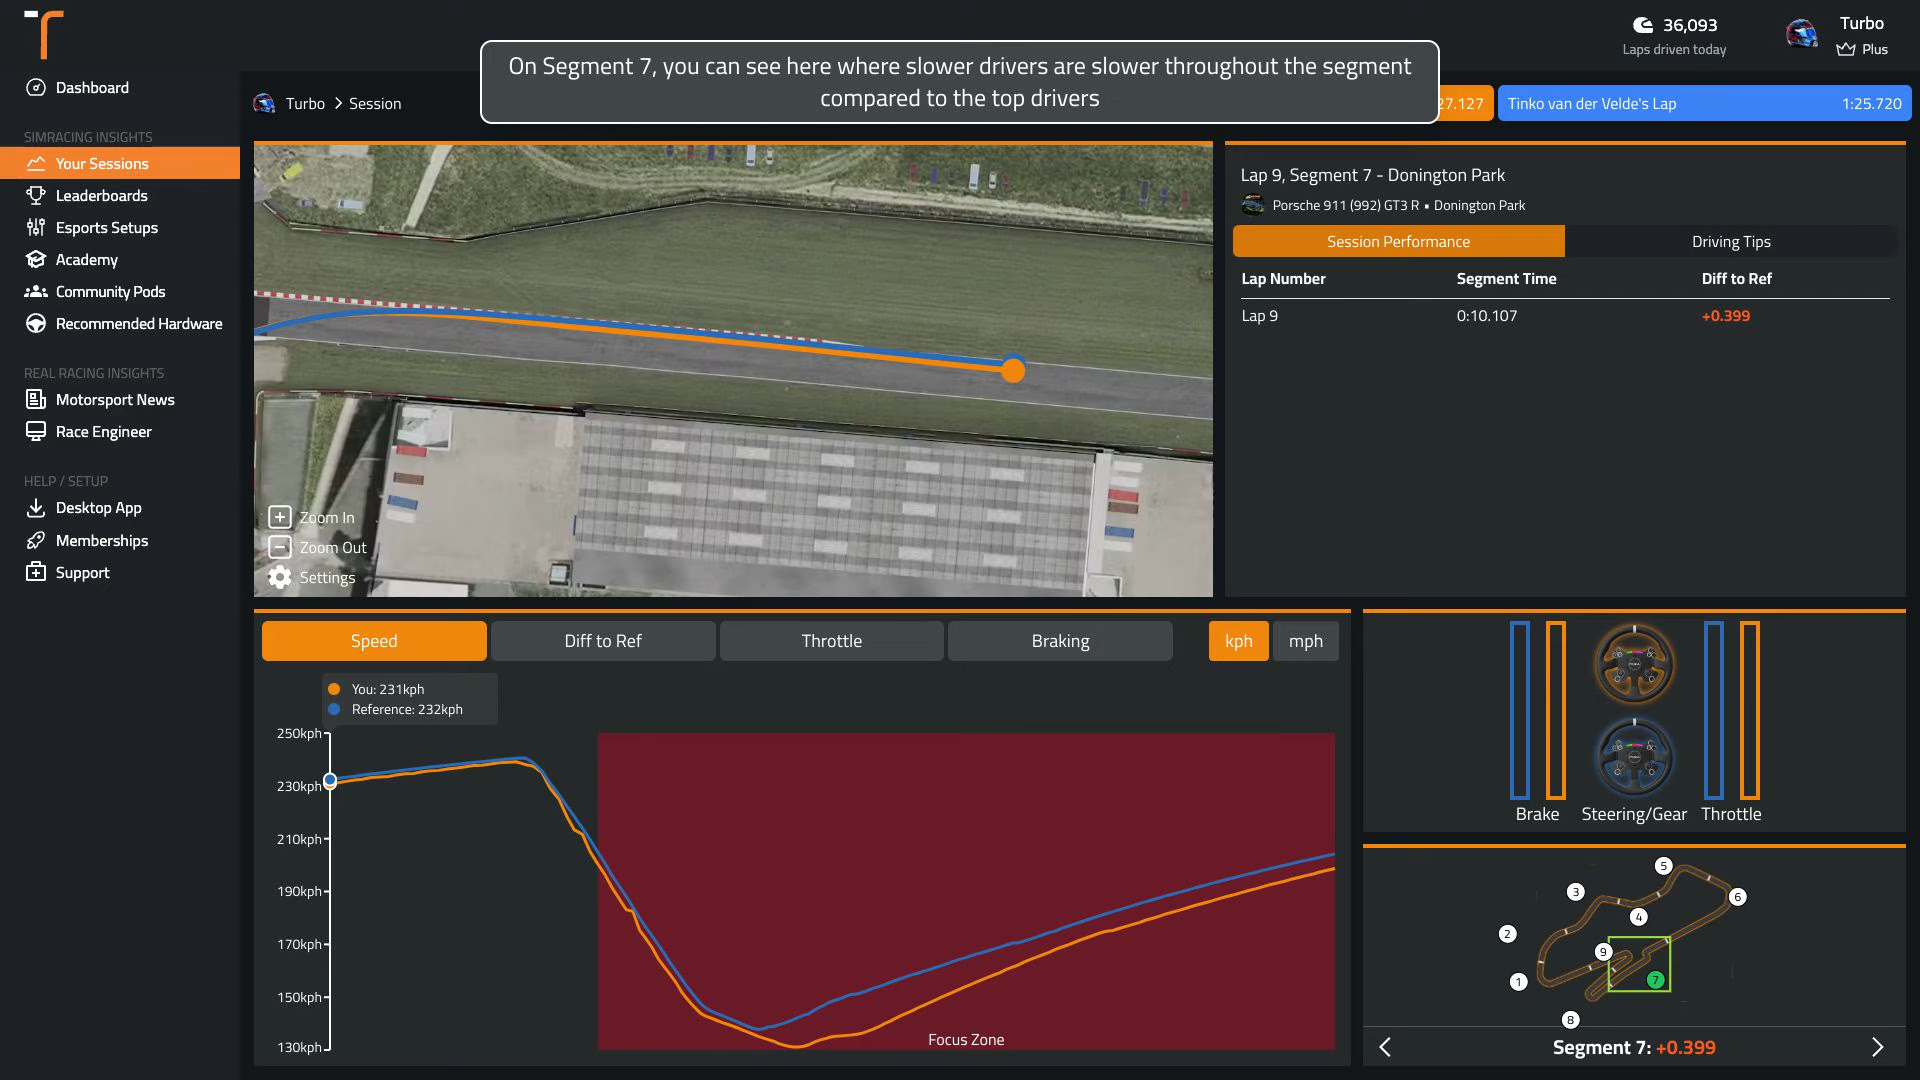 36,093
Laps driven today
Turbo
Plus
On Segment 7, you can see here where slower drivers are slower throughout the segment
compared to the top drivers
Dashboard
SIMRACING INSIGHTS
Your Sessions
Leaderboards
Esports Setups
Academy
Community Pods
Recommended Hardware
REAL RACING INSIGHTS
Motorsport News
Race Engineer
HELP / SETUP
Desktop App
Memberships
Support
Turbo > Session
27.127
Tinko van der Velde's Lap 1:25.720
Zoom In
Zoom Out
Settings
Lap 9, Segment 7 - Donington Park
Porsche 911 (992) GT3 R • Donington Park
Session Performance Driving Tips
Lap Number Segment Time Diff to Ref
Lap 9 0:10.107 +0.399
Speed Diff to Ref Throttle Braking kph mph
You: 231kph
Reference: 232kph
250kph
230kph
210kph
190kph
170kph
150kph
130kph
Focus Zone
Brake Steering/Gear Throttle
5
3
6
4
2
9
7
1
8
Segment 7: +0.399